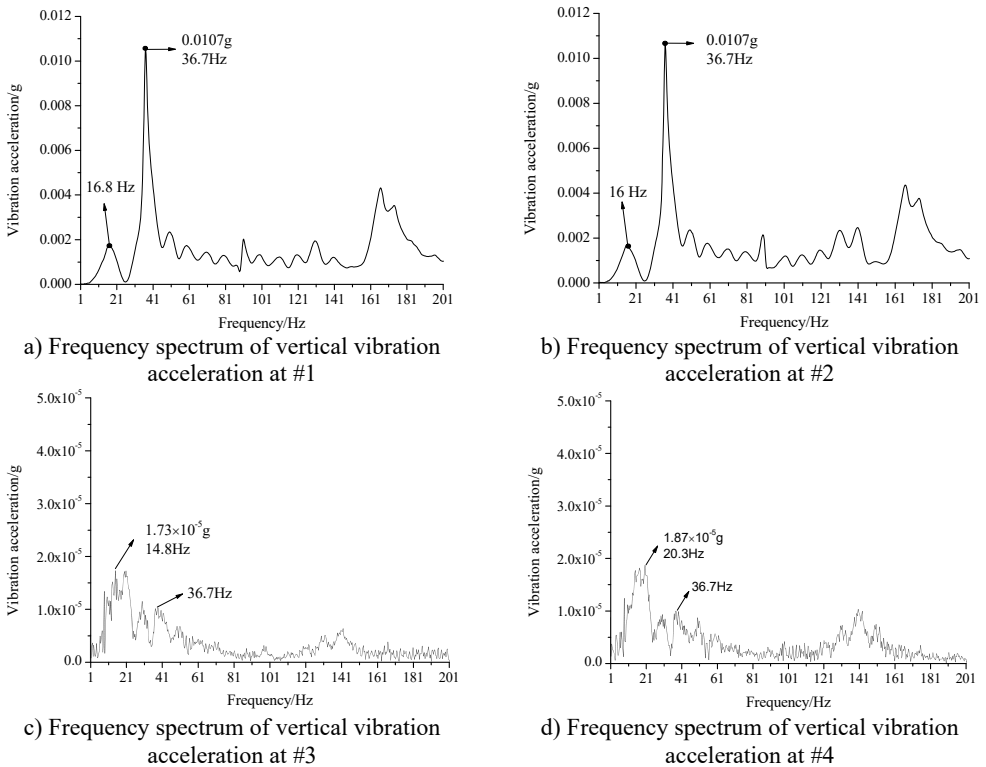 0.012
0.010
0.008
0.006
0.004
0.002
0.000
Vibration acceleration/g
0.0107g
36.7Hz
16.8 Hz
1 21 41 61 81 101 121 141 161 181 201
Frequency/Hz
a) Frequency spectrum of vertical vibration
acceleration at #1
0.012
0.010
0.008
0.006
0.004
0.002
0.000
Vibration acceleration/g
0.0107g
36.7Hz
16 Hz
1 21 41 61 81 101 121 141 161 181 201
Frequency/Hz
b) Frequency spectrum of vertical vibration
acceleration at #2
5.0x10⁻⁵
4.0x10⁻⁵
3.0x10⁻⁵
2.0x10⁻⁵
1.0x10⁻⁵
0.0
Vibration acceleration/g
1.73×10⁻⁵g
14.8Hz
36.7Hz
1 21 41 61 81 101 121 141 161 181 201
Frequency/Hz
c) Frequency spectrum of vertical vibration
acceleration at #3
5.0x10⁻⁵
4.0x10⁻⁵
3.0x10⁻⁵
2.0x10⁻⁵
1.0x10⁻⁵
0.0
Vibration acceleration/g
1.87×10⁻⁵g
20.3Hz
36.7Hz
1 21 41 61 81 101 121 141 161 181 201
Frequency/Hz
d) Frequency spectrum of vertical vibration
acceleration at #4